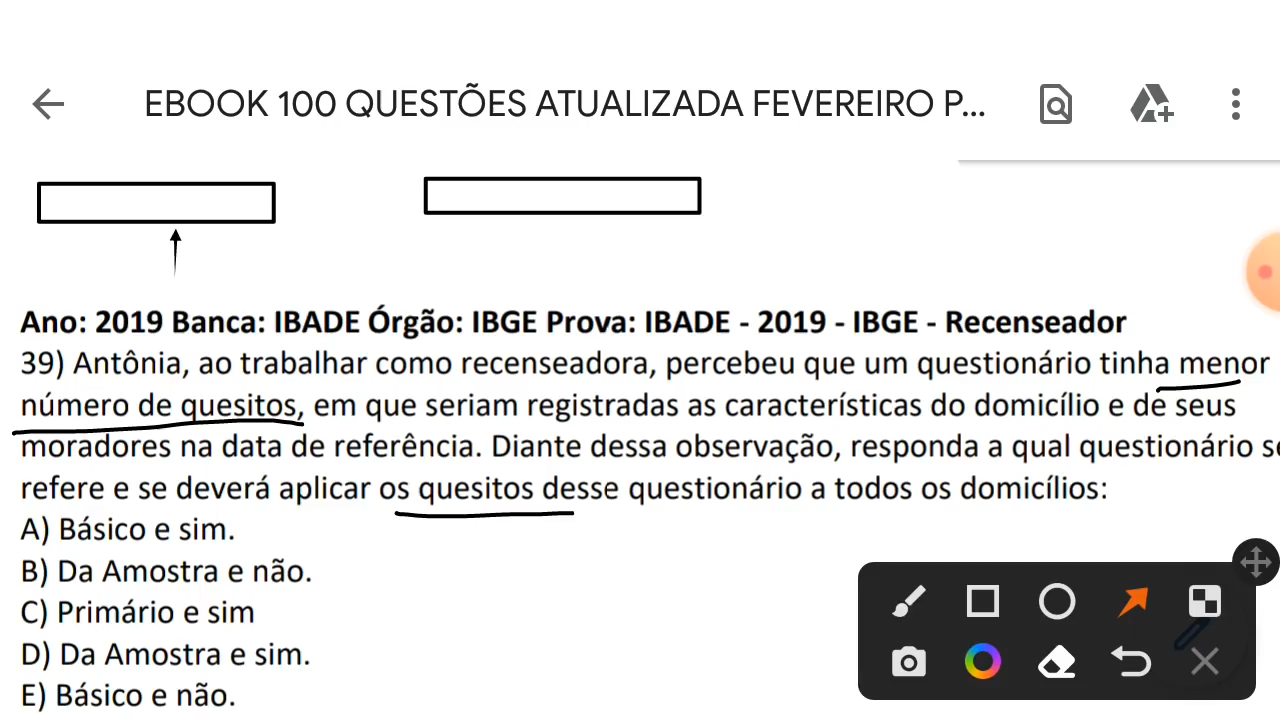 EBOOK 100 QUESTÕES ATUALIZADA FEVEREIRO P...
Ano: 2019 Banca: IBADE Órgão: IBGE Prova: IBADE - 2019 - IBGE - Recenseador
39) Antônia, ao trabalhar como recenseadora, percebeu que um questionário tinha menor
número de quesitos, em que seriam registradas as características do domicílio e de seus
moradores na data de referência. Diante dessa observação, responda a qual questionário se
refere e se deverá aplicar os quesitos desse questionário a todos os domicílios:
A) Básico e sim.
B) Da Amostra e não.
C) Primário e sim
D) Da Amostra e sim.
E) Básico e não.